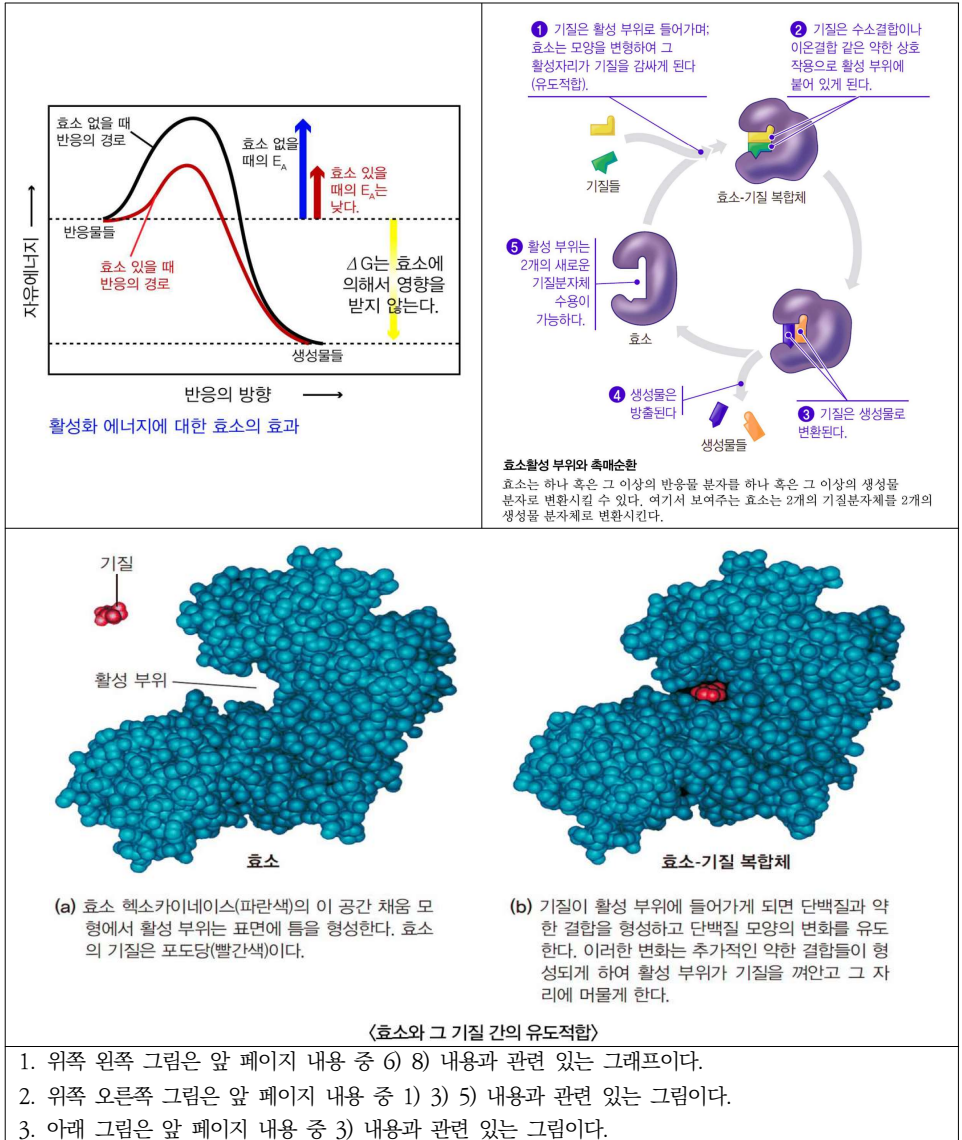 효소 없을 때
반응의 경로
효소 없을
때의 E_A
효소 있을
때의 E_A는
낮다.
반응물들
효소 있을 때
반응의 경로
ΔG는 효소에
의해서 영향을
받지 않는다.
생성물들
자유에너지
반응의 방향
활성화 에너지에 대한 효소의 효과
1 기질은 활성 부위로 들어가며;
효소는 모양을 변형하여 그
활성자리가 기질을 감싸게 된다
(유도적합).
2 기질은 수소결합이나
이온결합 같은 약한 상호
작용으로 활성 부위에
붙어 있게 된다.
기질들
효소-기질 복합체
5 활성 부위는
2개의 새로운
기질분자체
수용이
가능하다.
효소
4 생성물은
방출된다
생성물들
3 기질은 생성물로
변환된다.
효소활성 부위와 촉매순환
효소는 하나 혹은 그 이상의 반응물 분자를 하나 혹은 그 이상의 생성물
분자로 변환시킬 수 있다. 여기서 보여주는 효소는 2개의 기질분자체를 2개의
생성물 분자체로 변환시킨다.
기질
활성 부위
효소
효소-기질 복합체
(a) 효소 헥소카이네이스(파란색)의 이 공간 채움 모
형에서 활성 부위는 표면에 틈을 형성한다. 효소
의 기질은 포도당(빨간색)이다.
(b) 기질이 활성 부위에 들어가게 되면 단백질과 약
한 결합을 형성하고 단백질 모양의 변화를 유도
한다. 이러한 변화는 추가적인 약한 결합들이 형
성되게 하여 활성 부위가 기질을 껴안고 그 자
리에 머물게 한다.
〈효소와 그 기질 간의 유도적합〉
1. 위쪽 왼쪽 그림은 앞 페이지 내용 중 6) 8) 내용과 관련 있는 그래프이다.
2. 위쪽 오른쪽 그림은 앞 페이지 내용 중 1) 3) 5) 내용과 관련 있는 그림이다.
3. 아래 그림은 앞 페이지 내용 중 3) 내용과 관련 있는 그림이다.